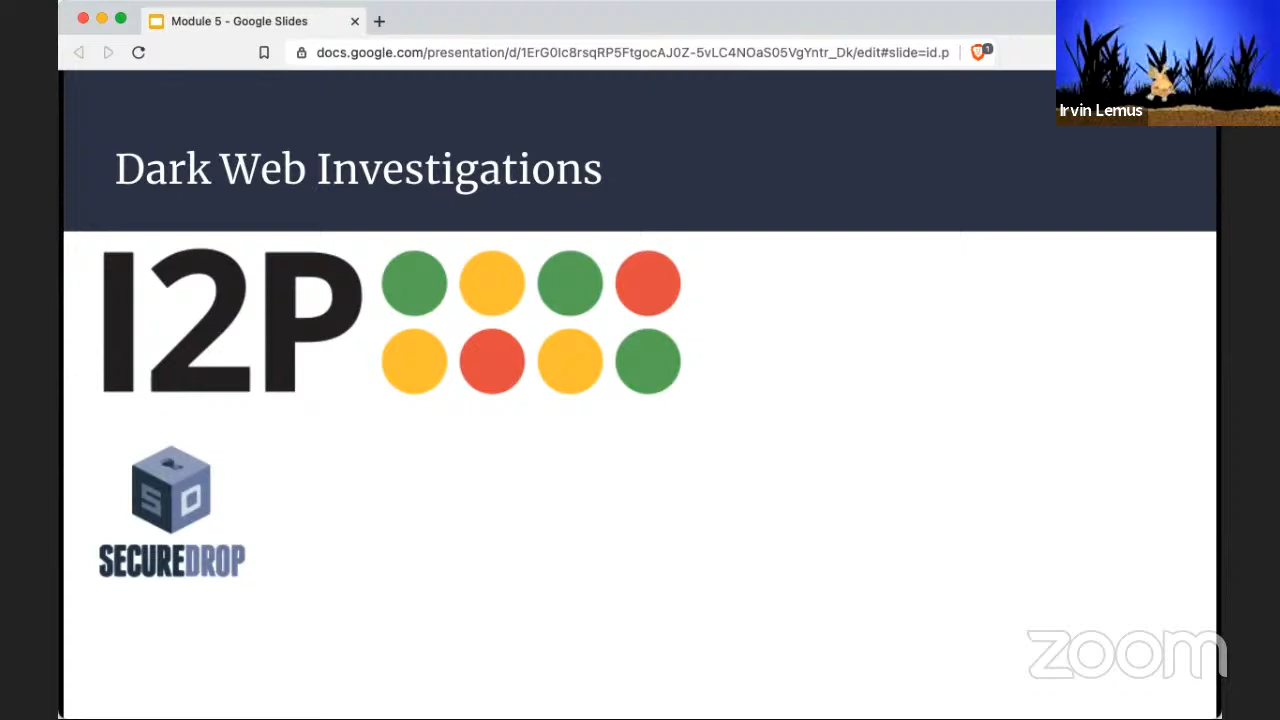 Module 5 - Google Slides
docs.google.com/presentation/d/1ErG0Ic8rsqRP5FtgocAJ0Z-5vLC4NOaS05VgYntr_Dk/edit#slide=id.p
1
Irvin Lemus
Dark Web Investigations
I2P
SD
SECUREDROP
zoom